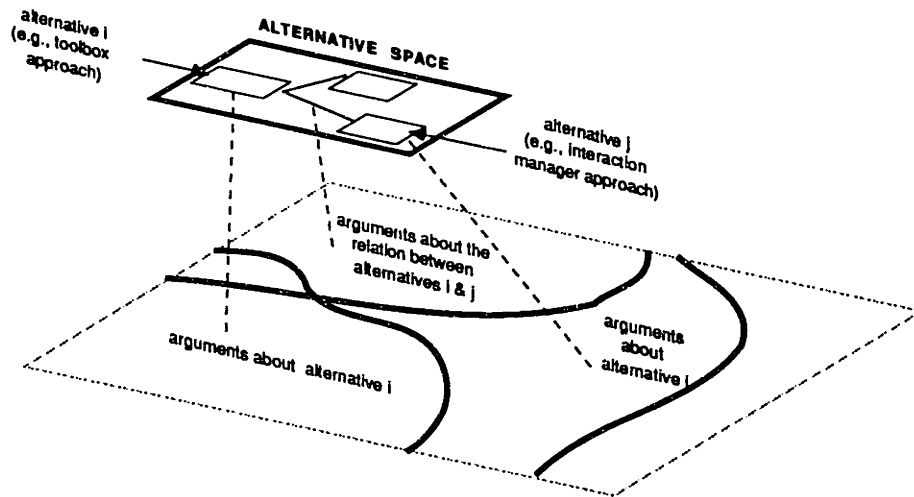 alternative i
(e.g., toolbox
approach)
ALTERNATIVE SPACE
alternative j
(e.g., interaction
manager approach)
arguments about the
relation between
alternatives i & j
arguments about alternative i
arguments
about
alternative j